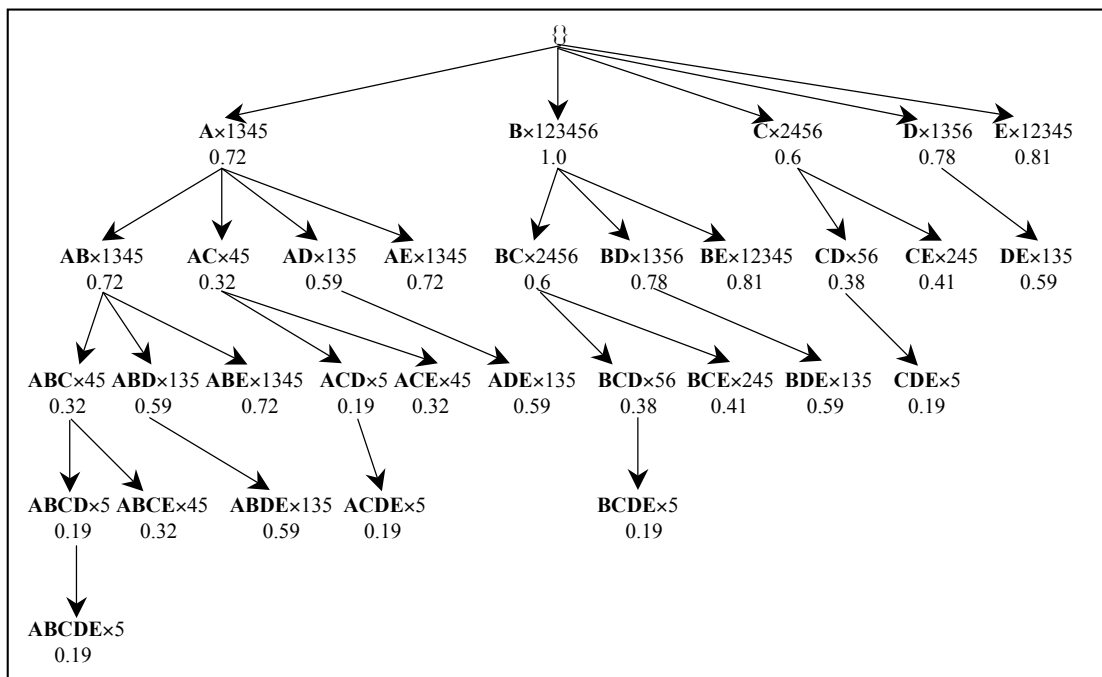 {}
A×1345 B×123456 C×2456 D×1356 E×12345
0.72 1.0 0.6 0.78 0.81
AB×1345 AC×45 AD×135 AE×1345 BC×2456 BD×1356 BE×12345 CD×56 CE×245 DE×135
0.72 0.32 0.59 0.72 0.6 0.78 0.81 0.38 0.41 0.59
ABC×45 ABD×135 ABE×1345 ACD×5 ACE×45 ADE×135 BCD×56 BCE×245 BDE×135 CDE×5
0.32 0.59 0.72 0.19 0.32 0.59 0.38 0.41 0.59 0.19
ABCD×5 ABCE×45 ABDE×135 ACDE×5 BCDE×5
0.19 0.32 0.59 0.19 0.19
ABCDE×5
0.19